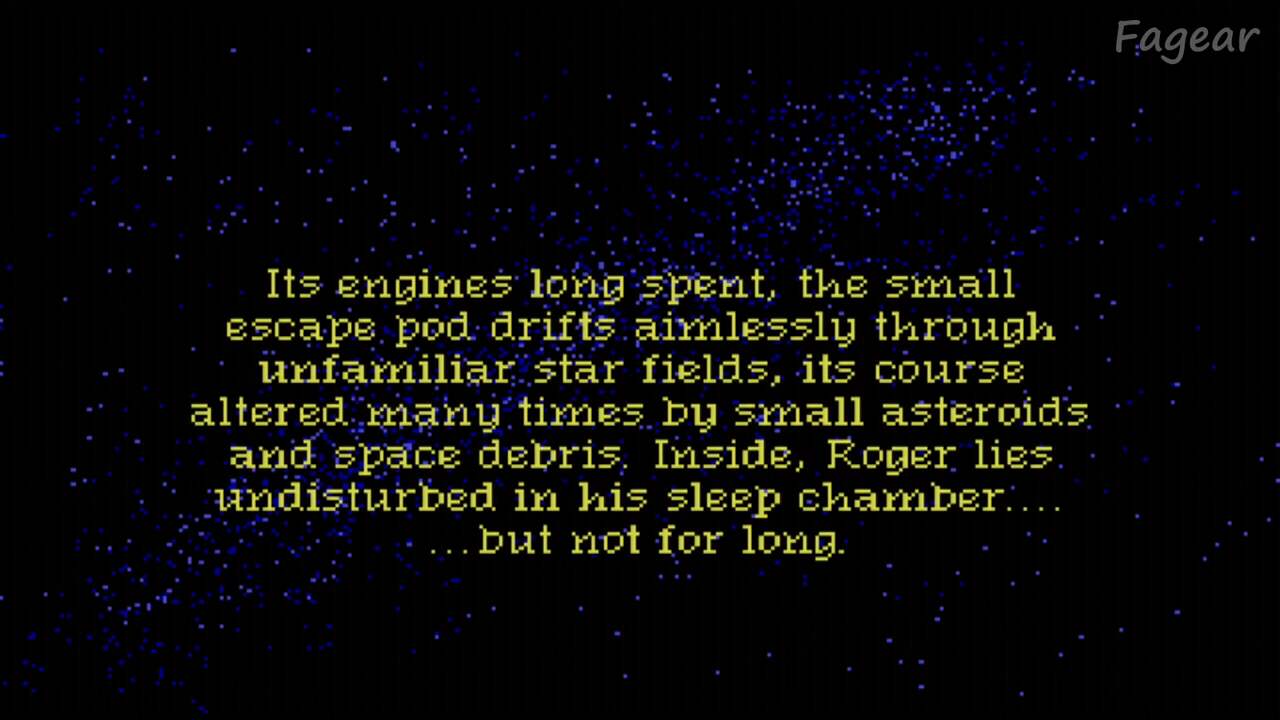 Fagear
Its engines long spent, the small
escape pod drifts aimlessly through
unfamiliar star fields, its course
altered many times by small asteroids
and space debris. Inside, Roger lies
undisturbed in his sleep chamber....
...but not for long.